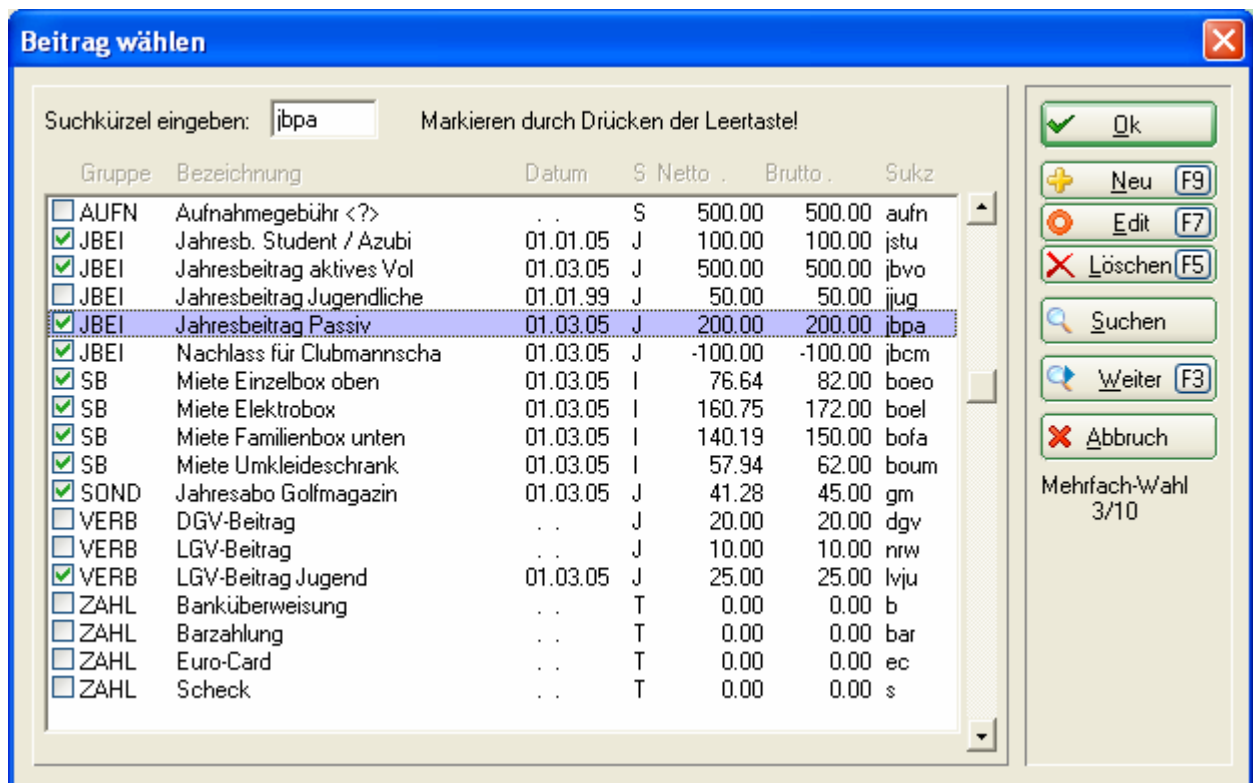 Beitrag wählen
Suchkürzel eingeben: jbpa Markieren durch Drücken der Leertaste!
Gruppe Bezeichnung Datum S Netto . Brutto . Sukz
AUFN Aufnahmegebühr <?> . . S 500.00 500.00 aufn
JBEI Jahresb. Student / Azubi 01.01.05 J 100.00 100.00 jstu
JBEI Jahresbeitrag aktives Vol 01.03.05 J 500.00 500.00 jbvo
JBEI Jahresbeitrag Jugendliche 01.01.99 J 50.00 50.00 jjug
JBEI Jahresbeitrag Passiv 01.03.05 J 200.00 200.00 jbpa
JBEI Nachlass für Clubmannscha 01.03.05 J -100.00 -100.00 jbcm
SB Miete Einzelbox oben 01.03.05 I 76.64 82.00 boeo
SB Miete Elektrobox 01.03.05 I 160.75 172.00 boel
SB Miete Familienbox unten 01.03.05 I 140.19 150.00 bofa
SB Miete Umkleideschrank 01.03.05 I 57.94 62.00 boum
SOND Jahresabo Golfmagazin 01.03.05 J 41.28 45.00 gm
VERB DGV-Beitrag . . J 20.00 20.00 dgv
VERB LGV-Beitrag . . J 10.00 10.00 nrw
VERB LGV-Beitrag Jugend 01.03.05 J 25.00 25.00 lvju
ZAHL Banküberweisung . . T 0.00 0.00 b
ZAHL Barzahlung . . T 0.00 0.00 bar
ZAHL Euro-Card . . T 0.00 0.00 ec
ZAHL Scheck . . T 0.00 0.00 s
Ok
Neu F9
Edit F7
Löschen F5
Suchen
Weiter F3
Abbruch
Mehrfach-Wahl
3/10